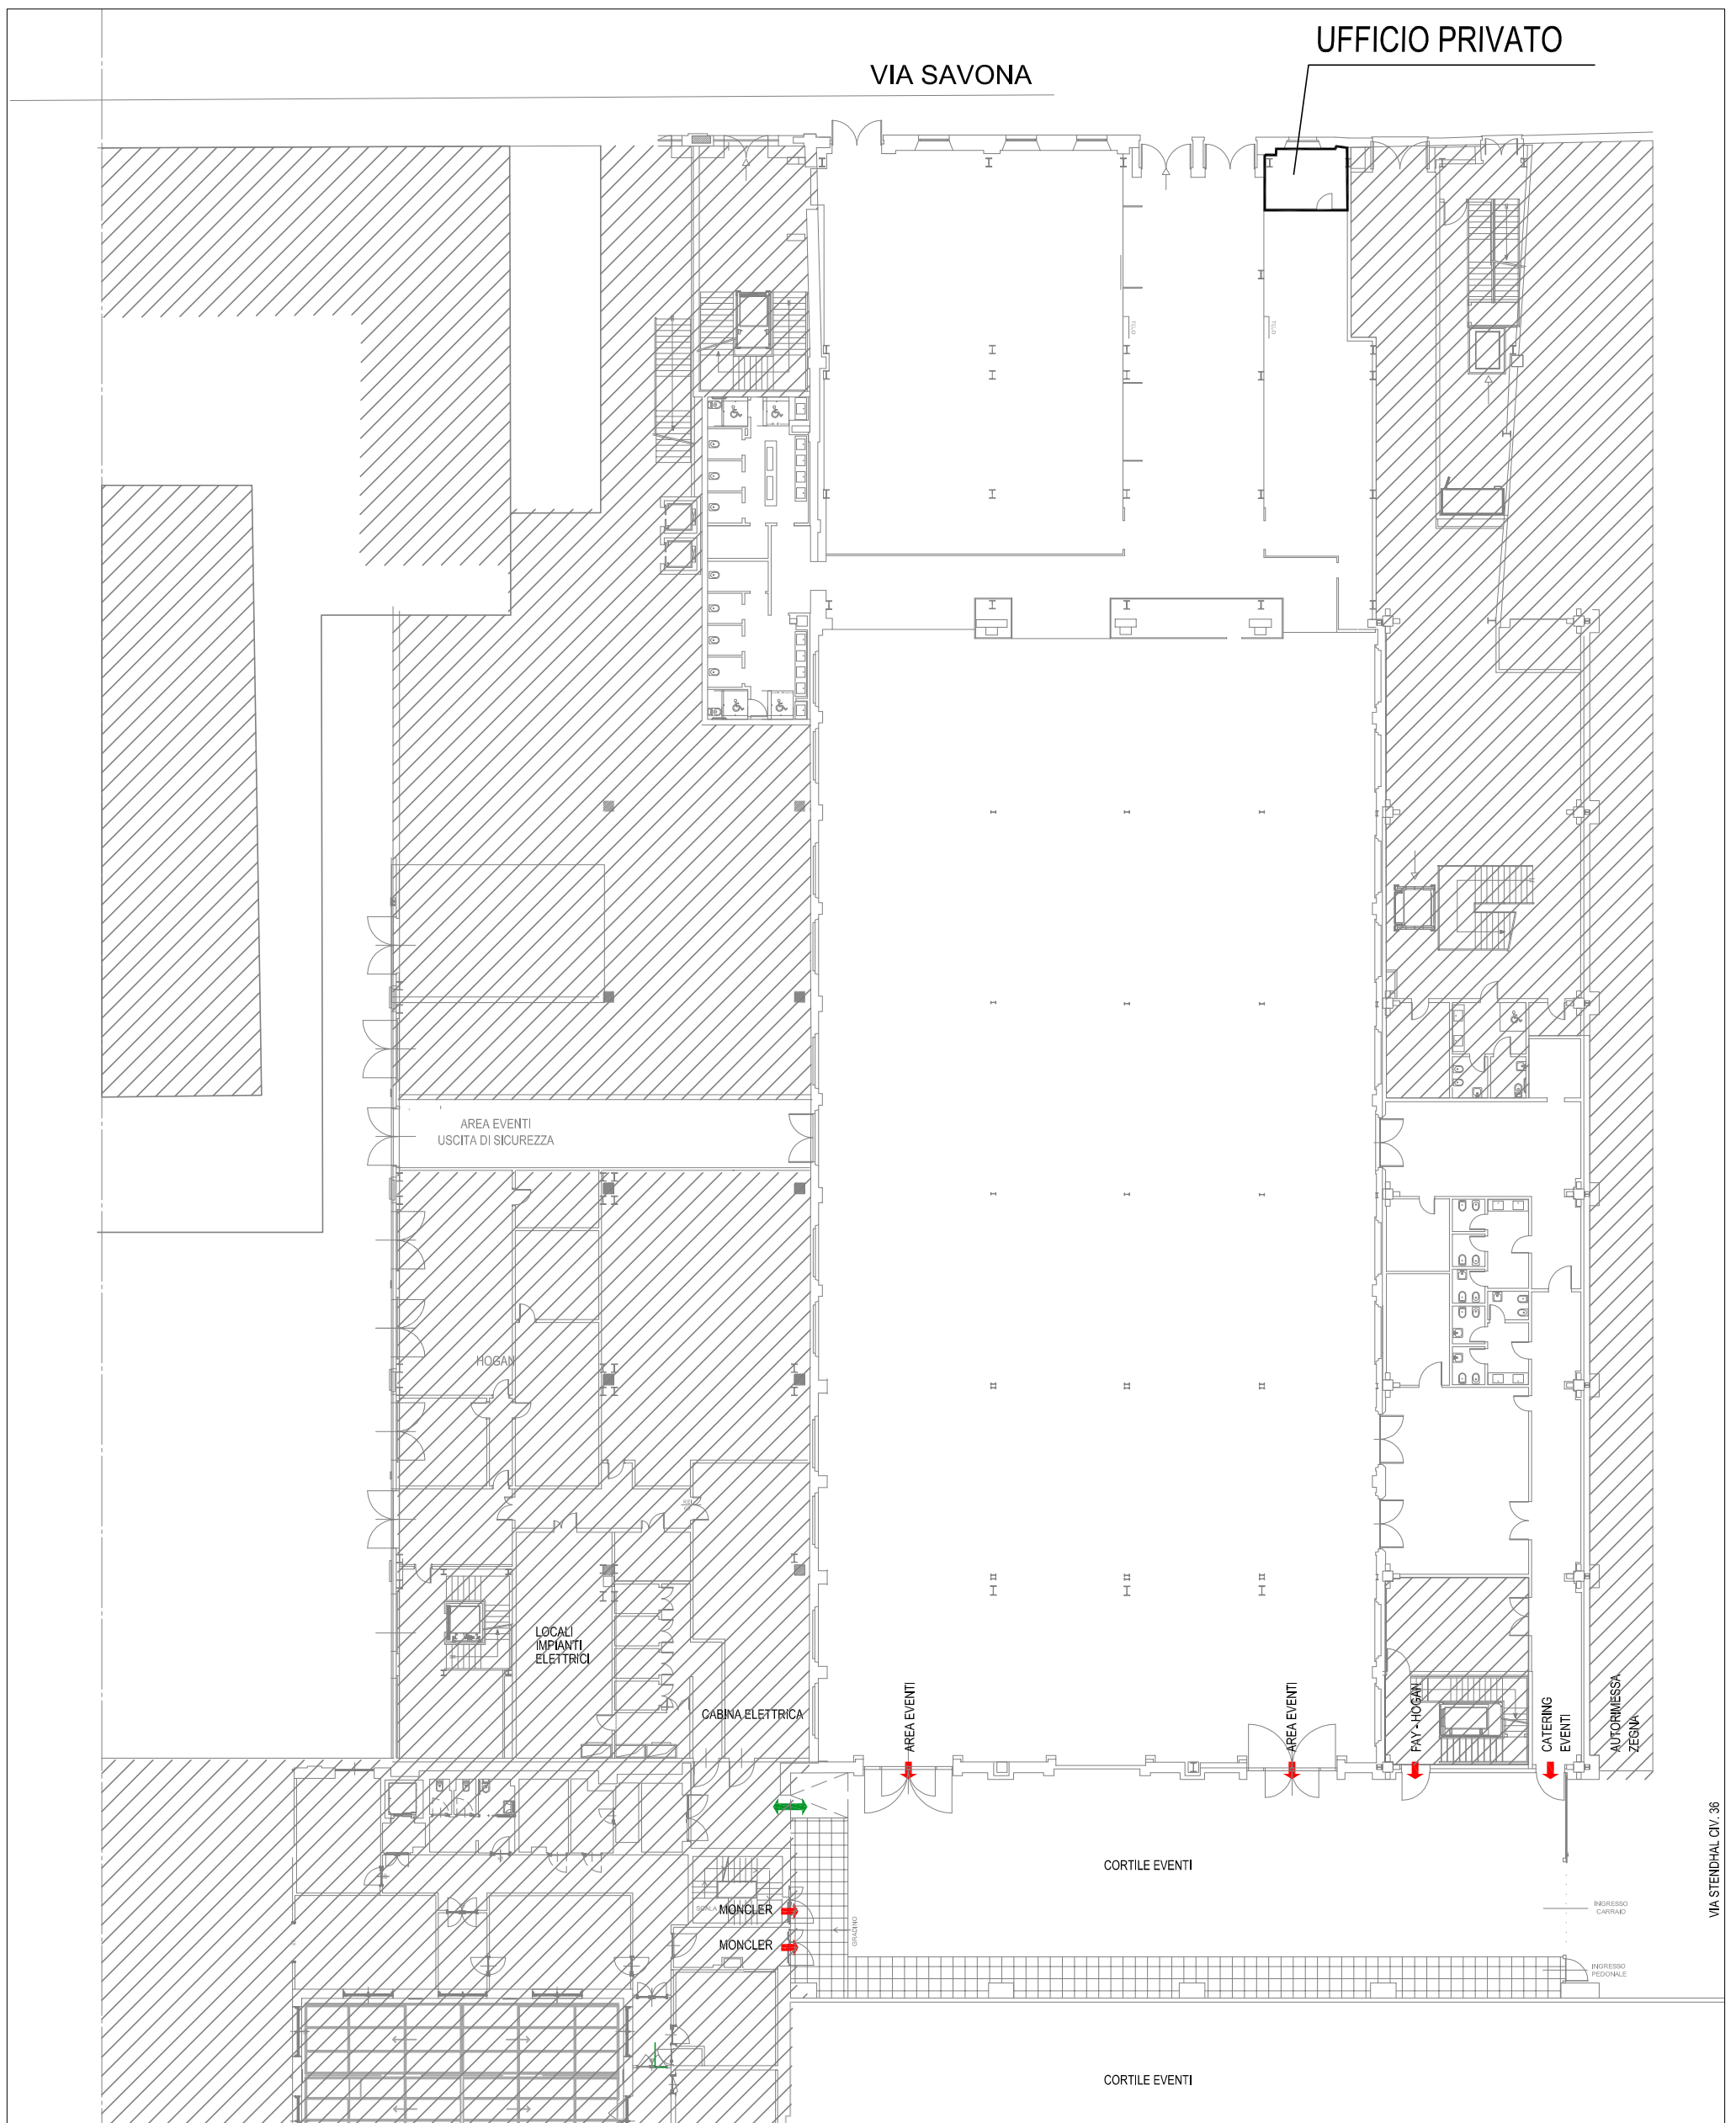 UFFICIO PRIVATO
VIA SAVONA
AREA EVENTI
USCITA DI SICUREZZA
HOGAN
LOCALI
IMPIANTI
ELETTRICI
CABINA ELETTRICA
AREA EVENTI
AREA EVENTI
PAY - HOGAN
CATERING
EVENTI
AUTORIMESSA
ZEGNA
VIA STENDHAL CIV. 36
CORTILE EVENTI
MONCLER
MONCLER
GRADINO
INGRESSO
CARRAIO
INGRESSO
PEDONALE
CORTILE EVENTI